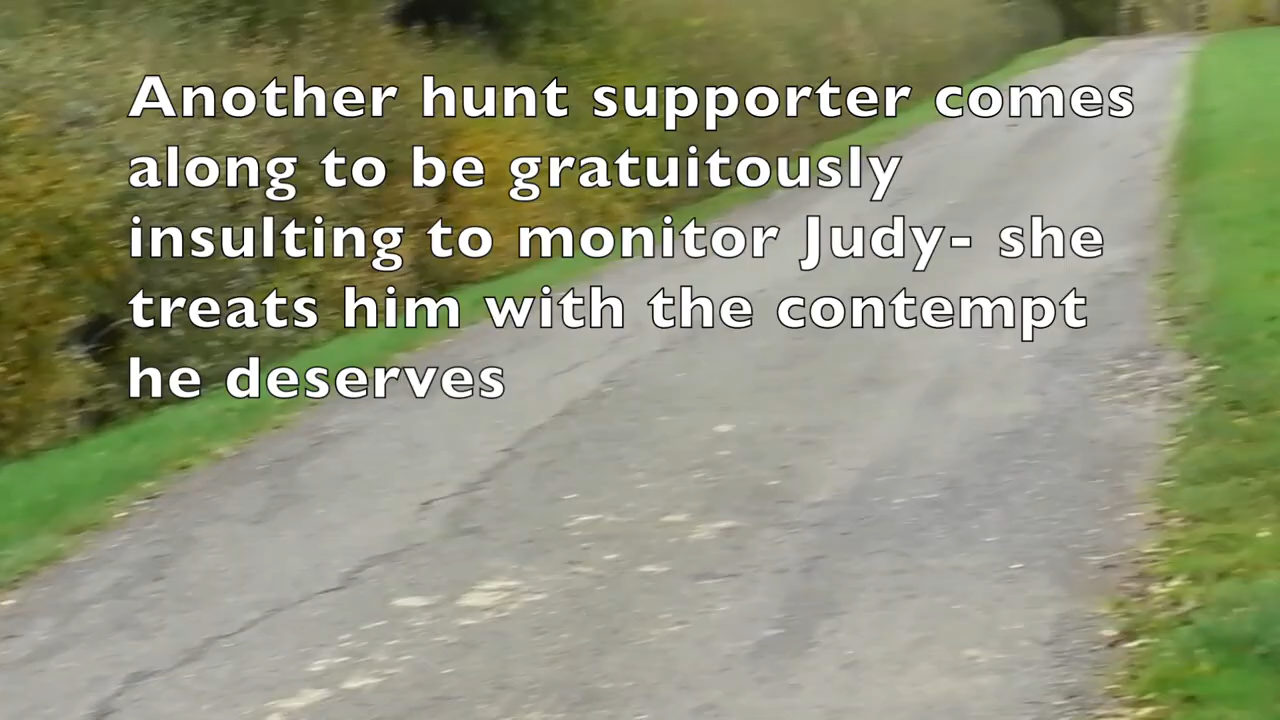 Another hunt supporter comes
along to be gratuitously
insulting to monitor Judy- she
treats him with the contempt
he deserves